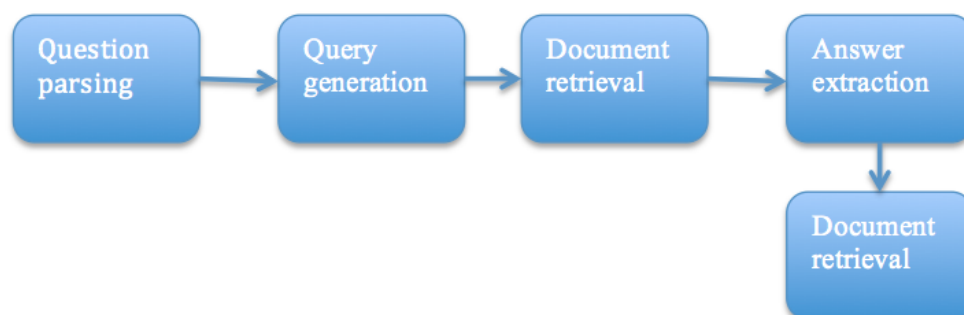 Question
parsing
Query
generation
Document
retrieval
Answer
extraction
Document
retrieval